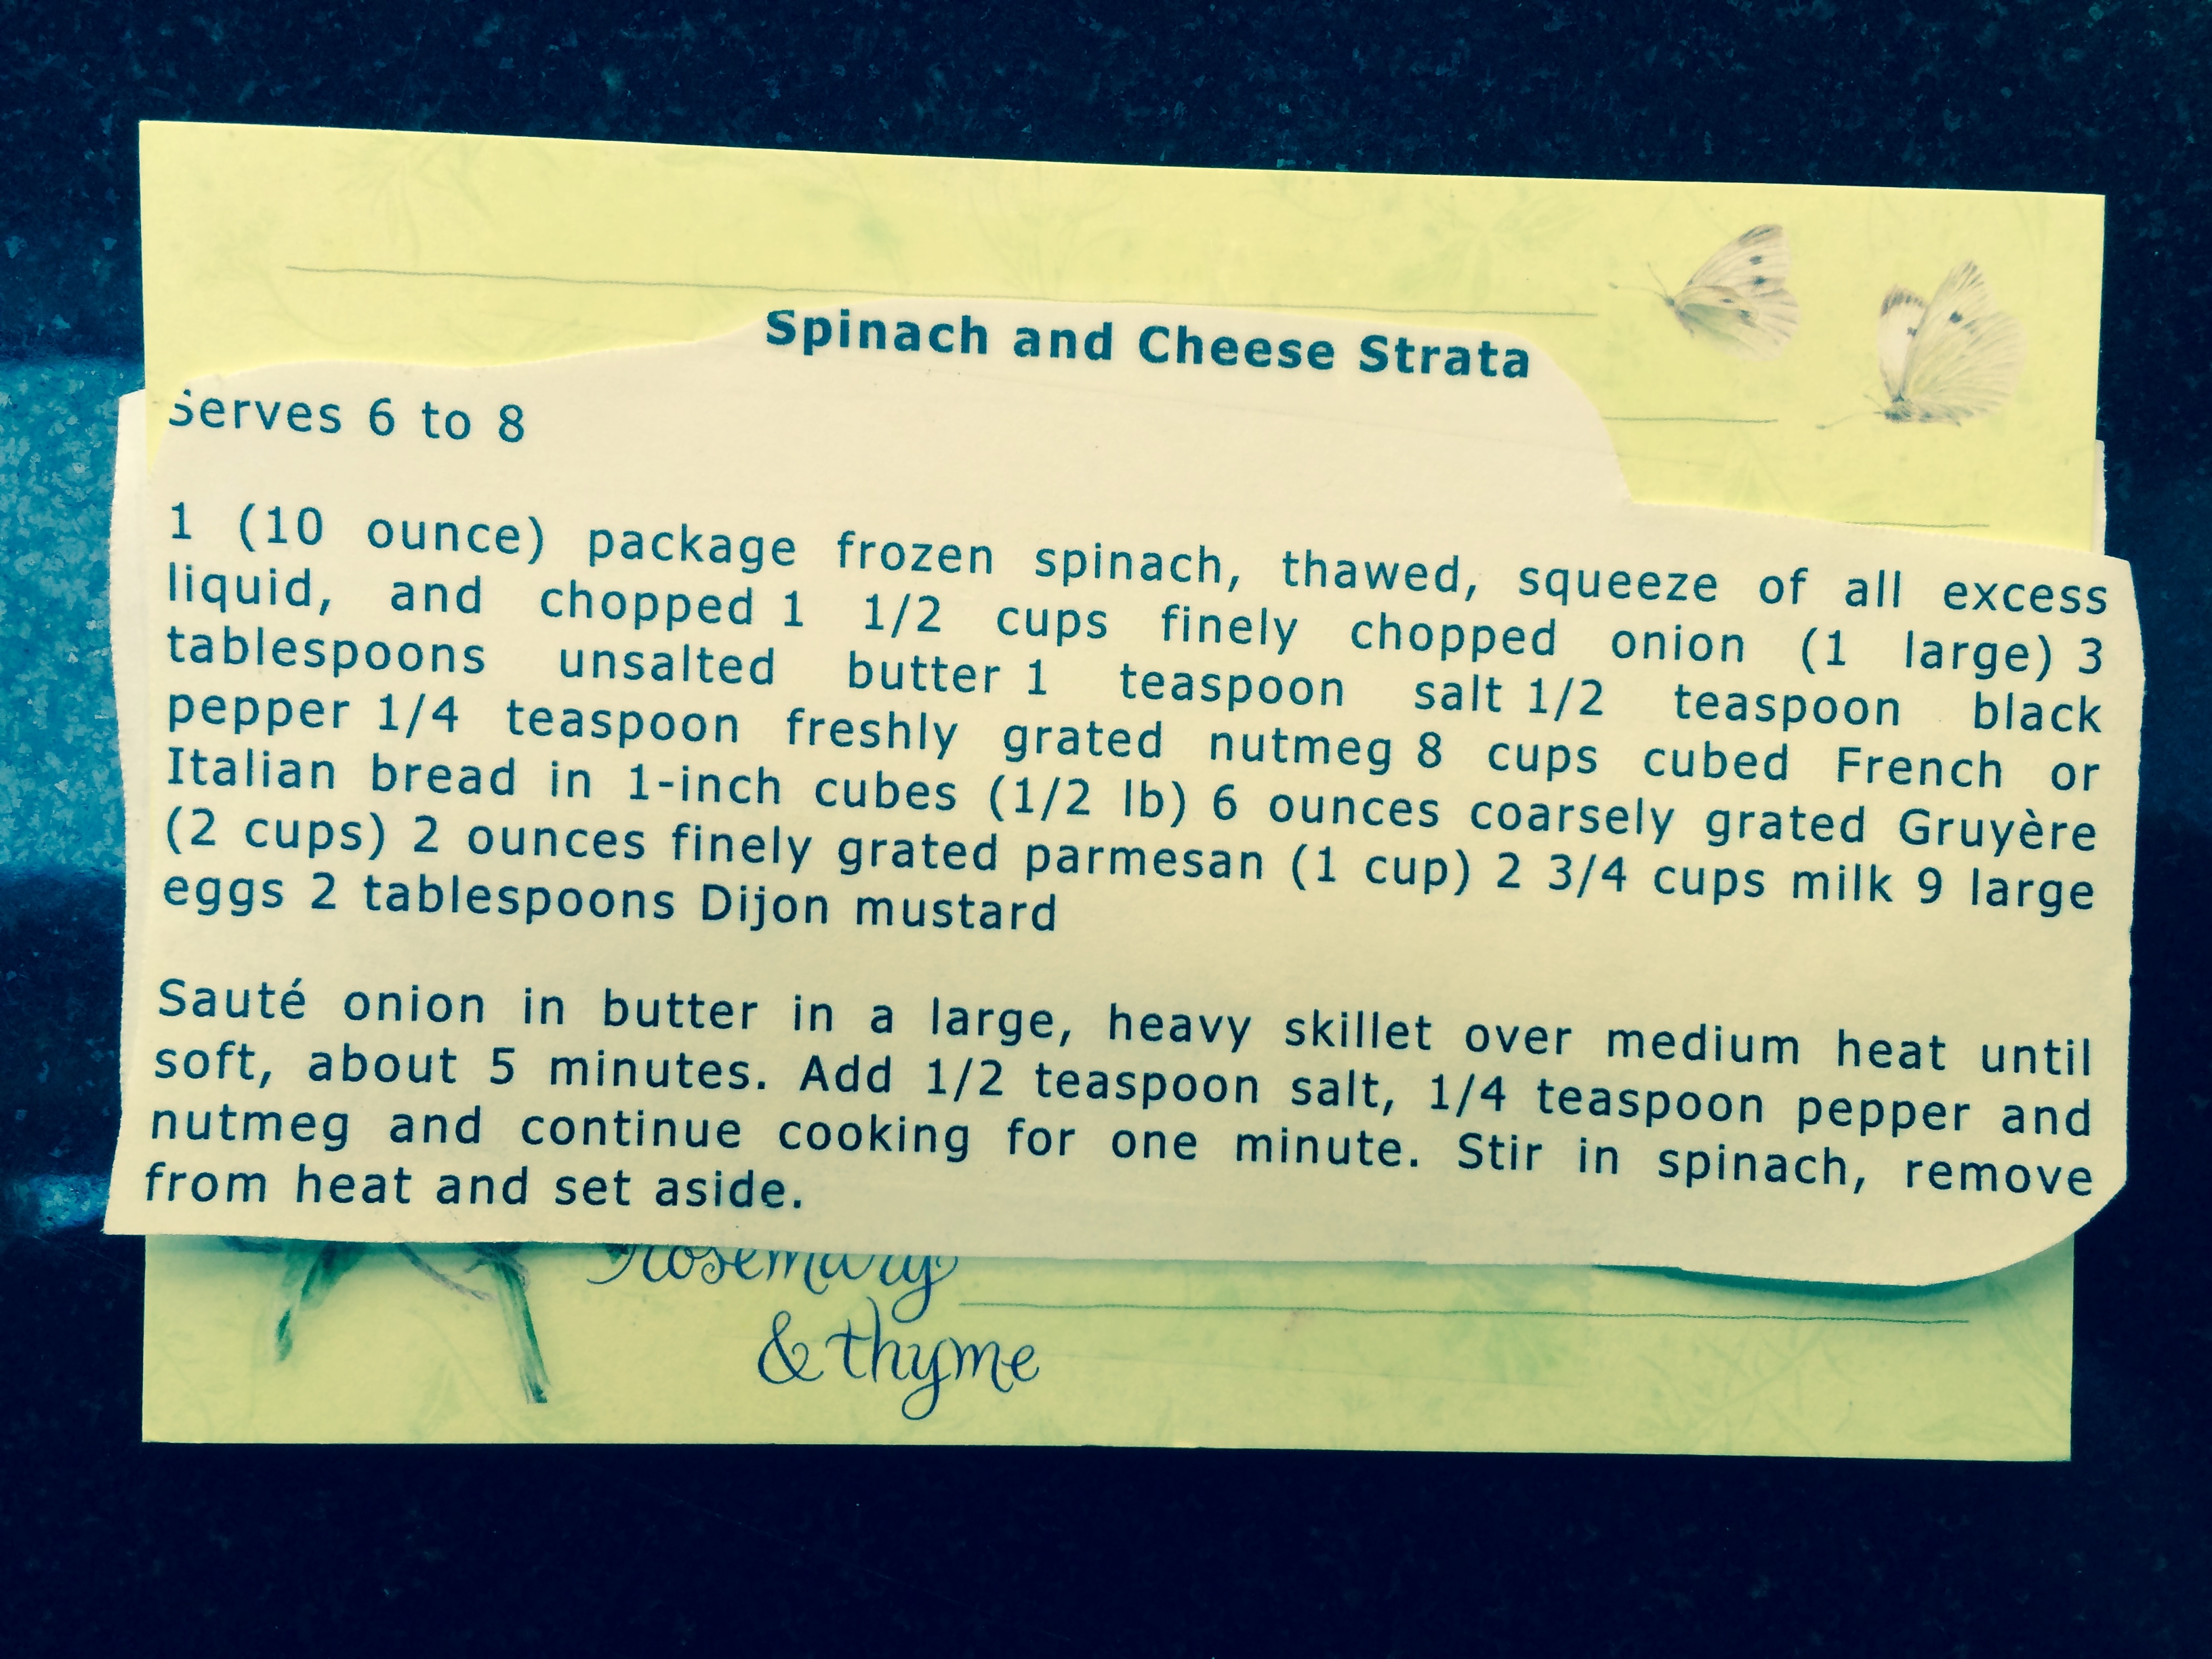 Spinach and Cheese Strata
Serves 6 to 8
1 (10 ounce) package frozen spinach, thawed, squeeze of all excess
liquid, and chopped 1 1/2 cups finely chopped onion (1 large) 3
tablespoons unsalted butter 1 teaspoon salt 1/2 teaspoon black
pepper 1/4 teaspoon freshly grated nutmeg 8 cups cubed French or
Italian bread in 1-inch cubes (1/2 lb) 6 ounces coarsely grated Gruyère
(2 cups) 2 ounces finely grated parmesan (1 cup) 2 3/4 cups milk 9 large
eggs 2 tablespoons Dijon mustard
Sauté onion in butter in a large, heavy skillet over medium heat until
soft, about 5 minutes. Add 1/2 teaspoon salt, 1/4 teaspoon pepper and
nutmeg and continue cooking for one minute. Stir in spinach, remove
from heat and set aside.
Rosemary
& thyme